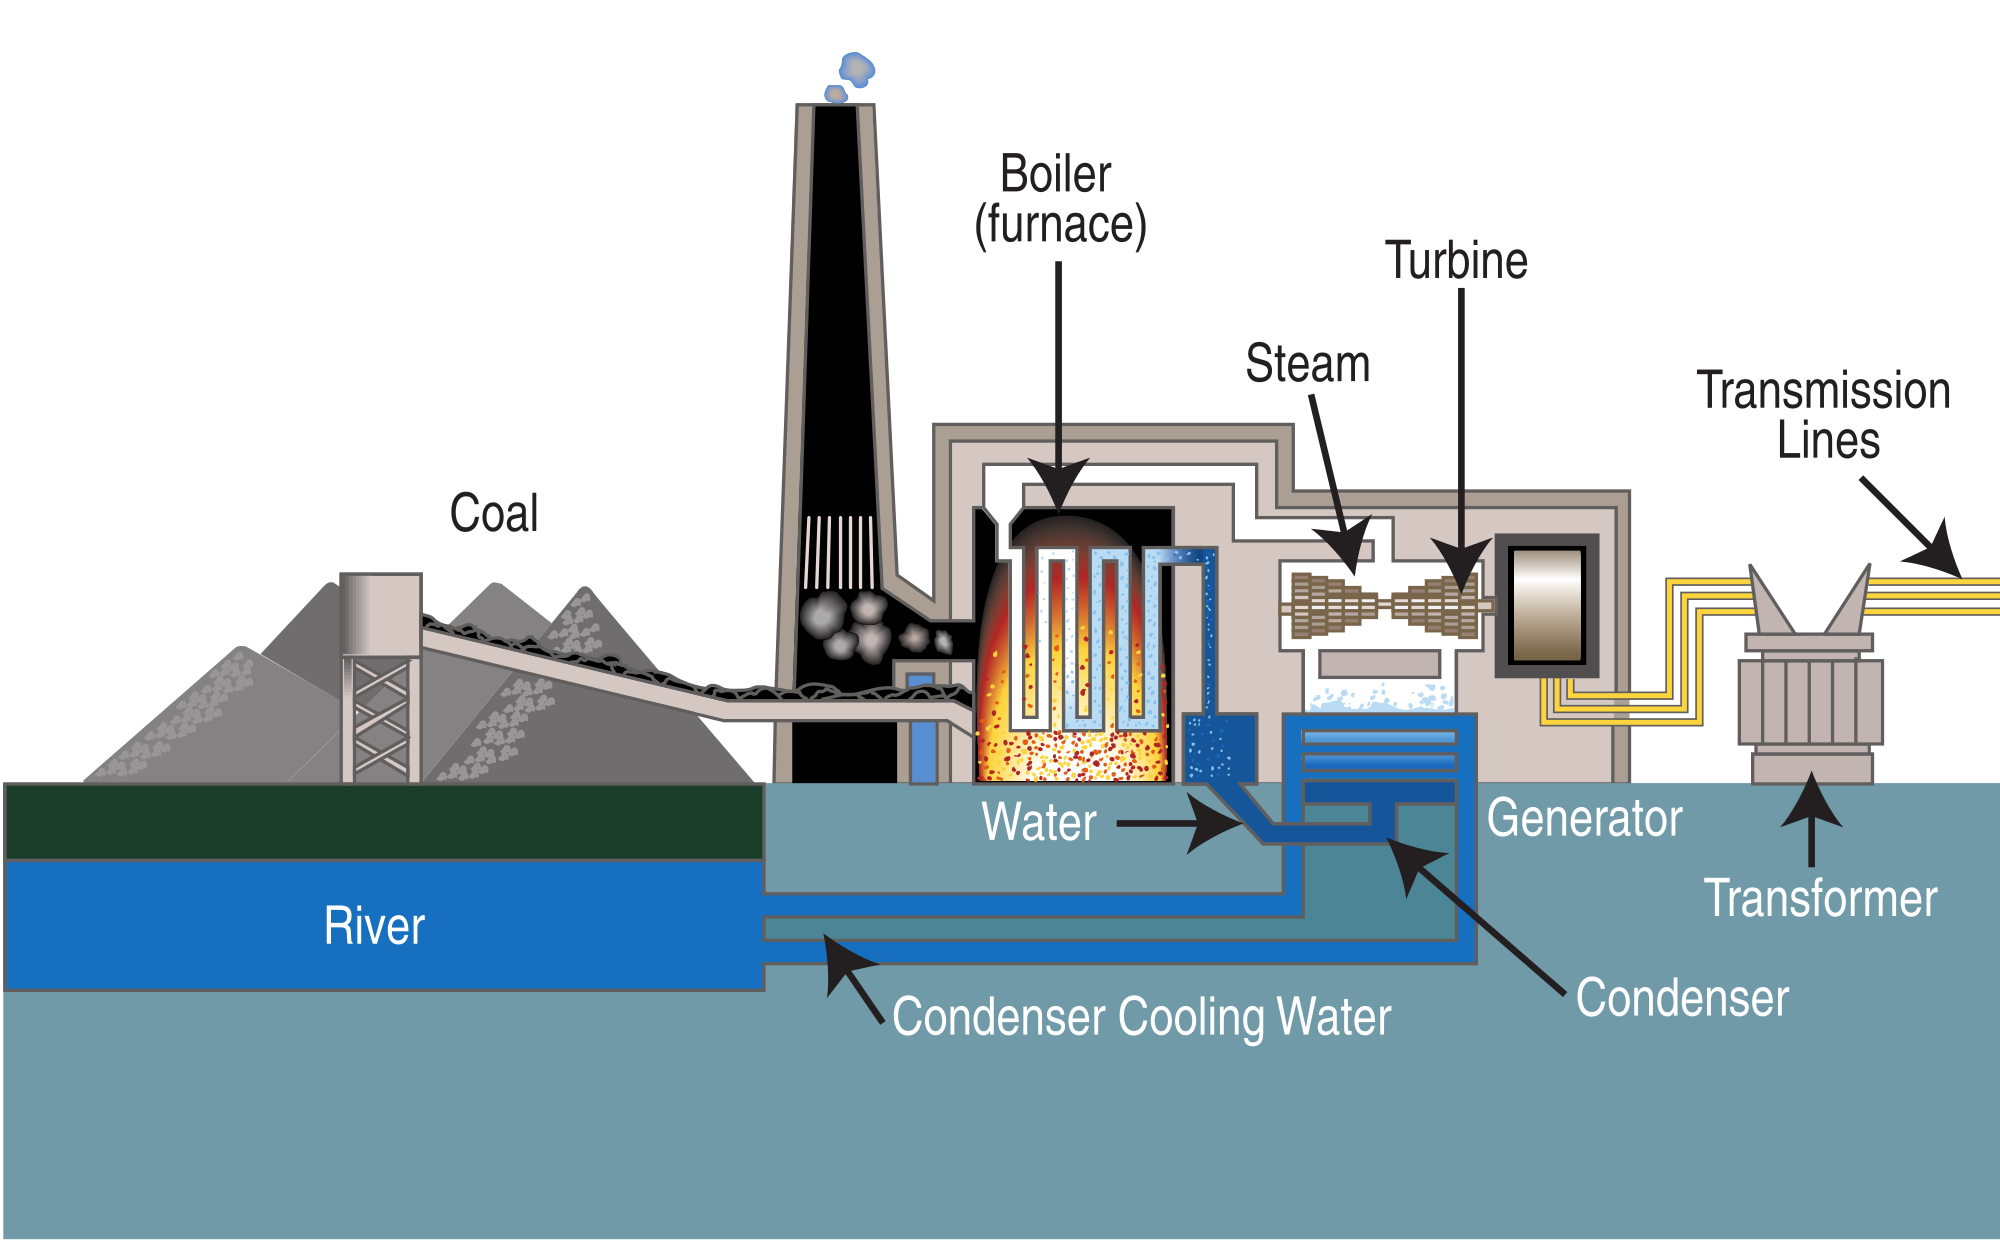 Boiler
(furnace)
Turbine
Steam
Transmission
Lines
Coal
Water
Generator
Transformer
River
Condenser
Condenser Cooling Water